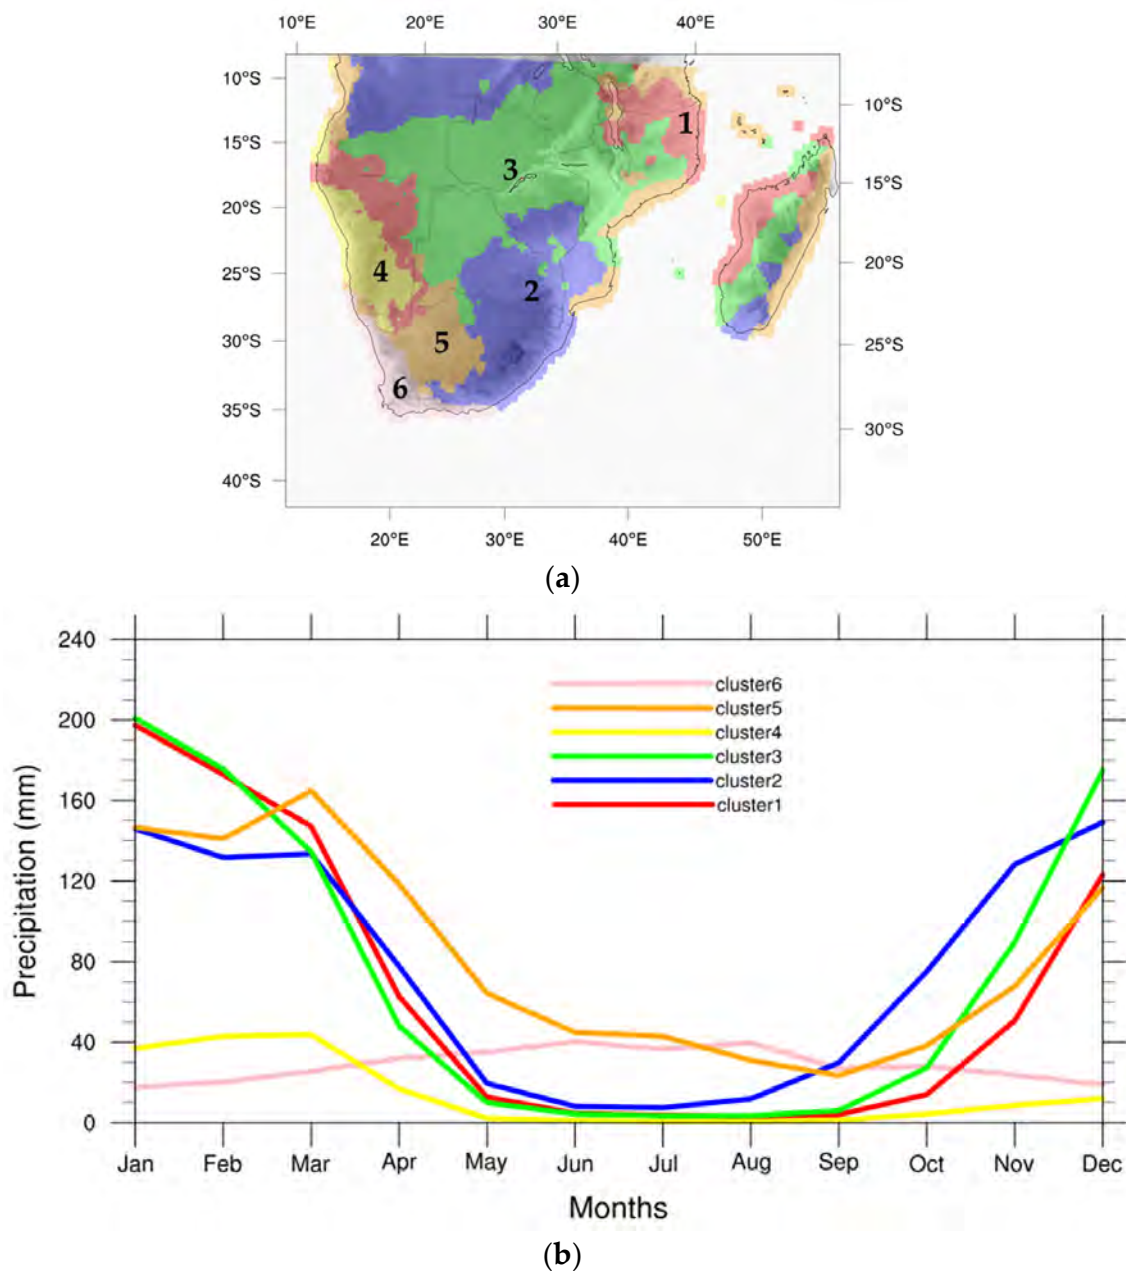 10°E 20°E 30°E 40°E
10°S
10°S
1
15°S
3
15°S
20°S
4
20°S
25°S
2
30°S
5
25°S
6
35°S
30°S
40°S
20°E 30°E 40°E 50°E
(a)
240
cluster6
200
cluster5
cluster4
cluster3
cluster2
160
cluster1
120
80
40
0
Precipitation (mm)
Jan Feb Mar Apr May Jun Jul Aug Sep Oct Nov Dec
Months
(b)